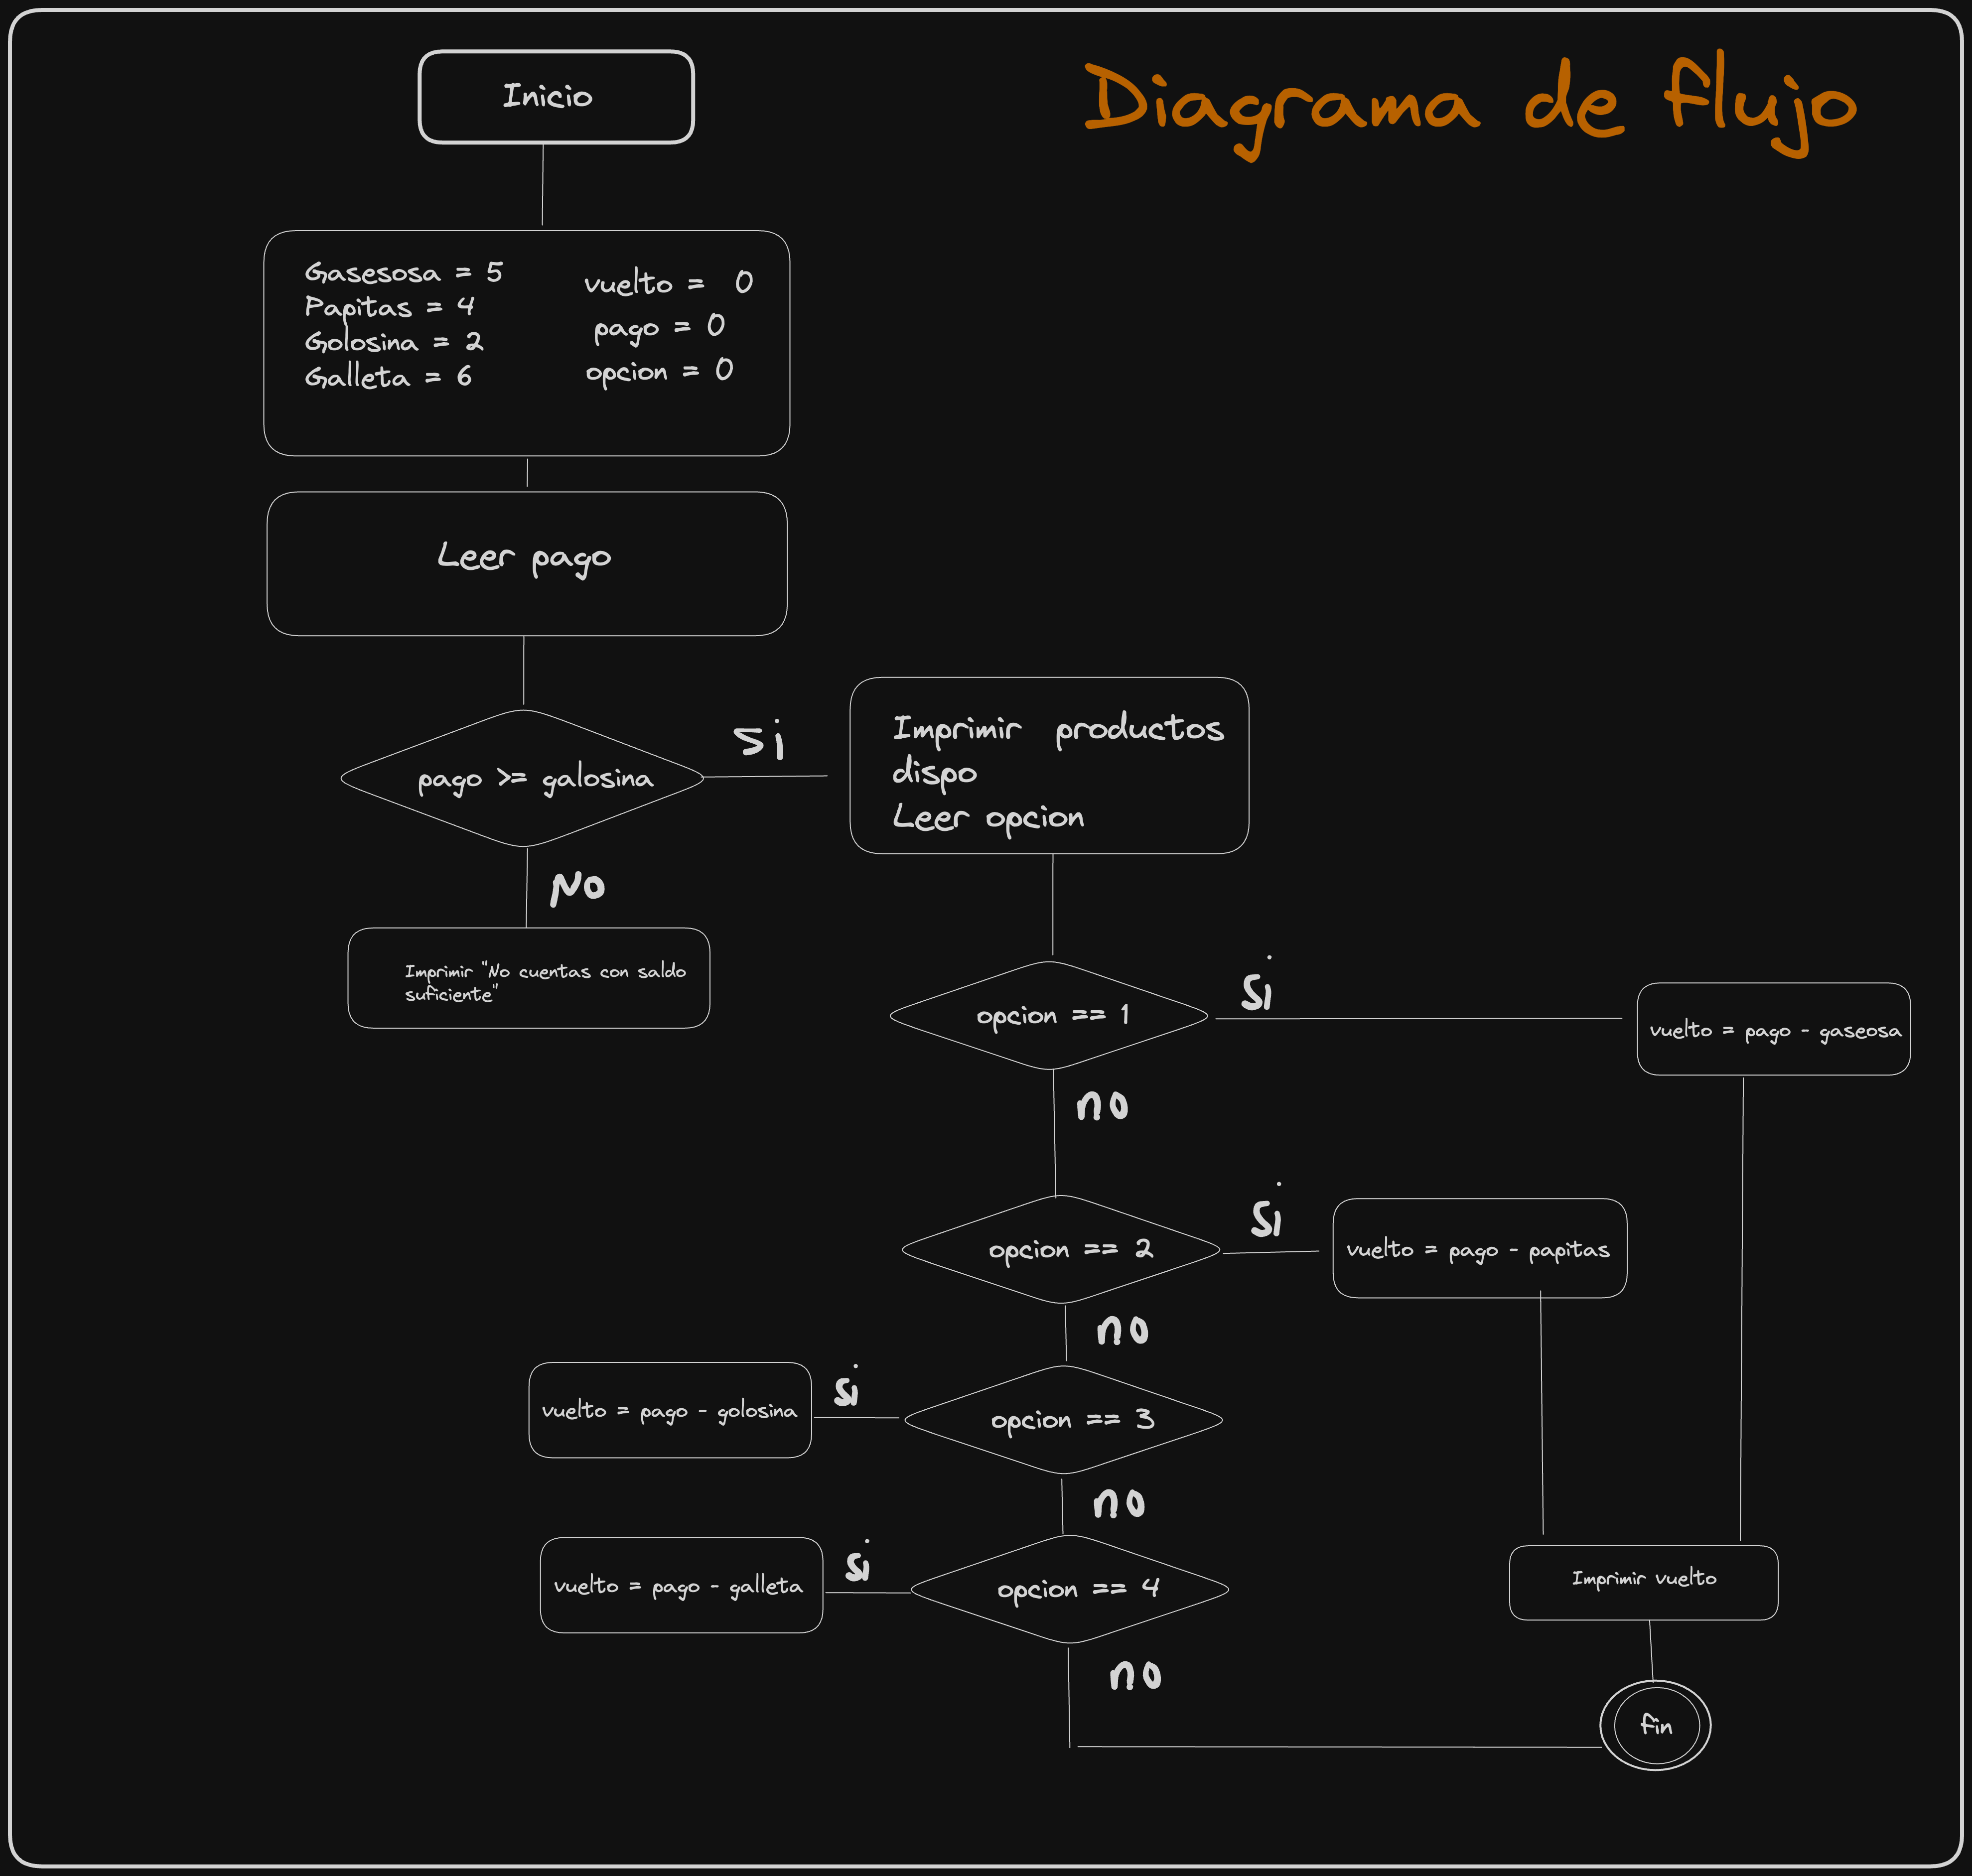 Diagrama de flujo
Inicio
Gasesosa = 5
Papitas = 4
Golosina = 2
Galleta = 6
vuelto = 0
pago = 0
opcion = 0
Leer pago
pago >= galosina
si
Imprimir productos
dispo
Leer opcion
No
Imprimir "No cuentas con saldo
suficiente"
opcion == 1
si
vuelto = pago - gaseosa
no
opcion == 2
si
vuelto = pago - papitas
no
opcion == 3
si
vuelto = pago - golosina
no
opcion == 4
si
vuelto = pago - galleta
no
Imprimir vuelto
fin